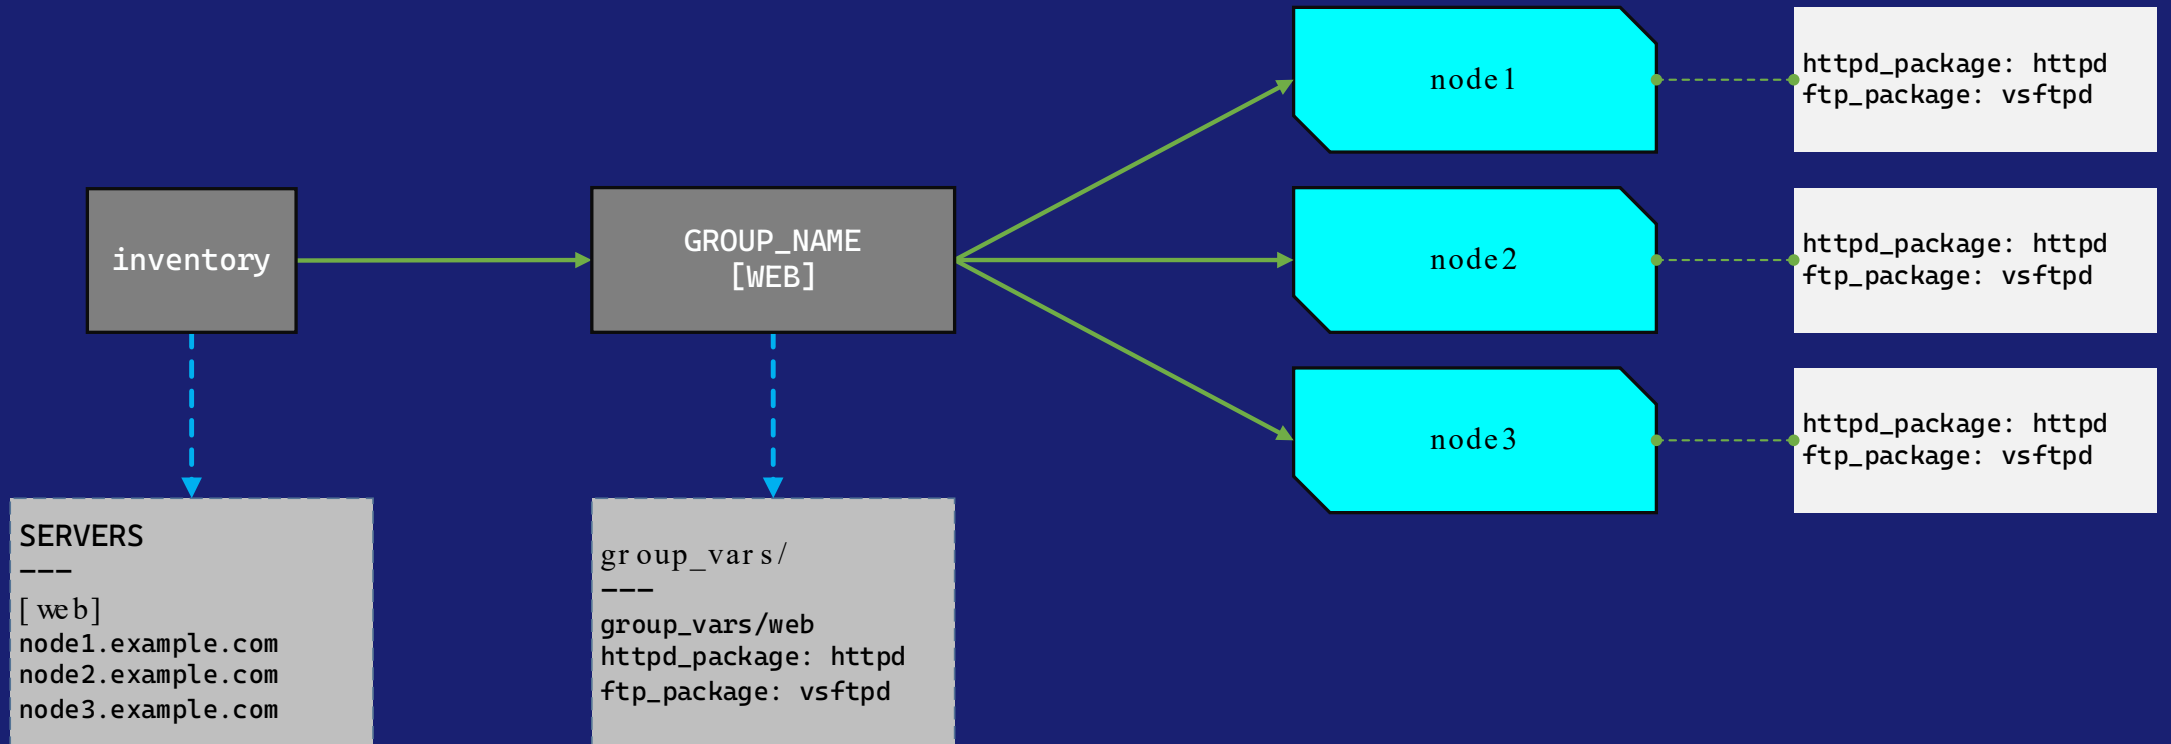 inventory
GROUP_NAME
[WEB]
node1
httpd_package: httpd
ftp_package: vsftpd
node2
httpd_package: httpd
ftp_package: vsftpd
node3
httpd_package: httpd
ftp_package: vsftpd
SERVERS
---
[web]
node1.example.com
node2.example.com
node3.example.com
group_vars/
---
group_vars/web
httpd_package: httpd
ftp_package: vsftpd